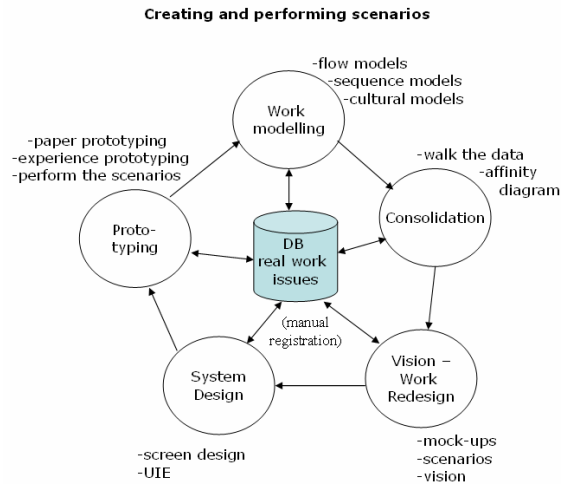 Creating and performing scenarios
-flow models
-sequence models
-cultural models
Work
modelling
-paper prototyping
-experience prototyping
-perform the scenarios
-walk the data
-affinity
diagram
Consolidation
Proto-
typing
DB
real work
issues
(manual
registration)
Vision –
Work
Redesign
System
Design
-mock-ups
-scenarios
-vision
-screen design
-UIE